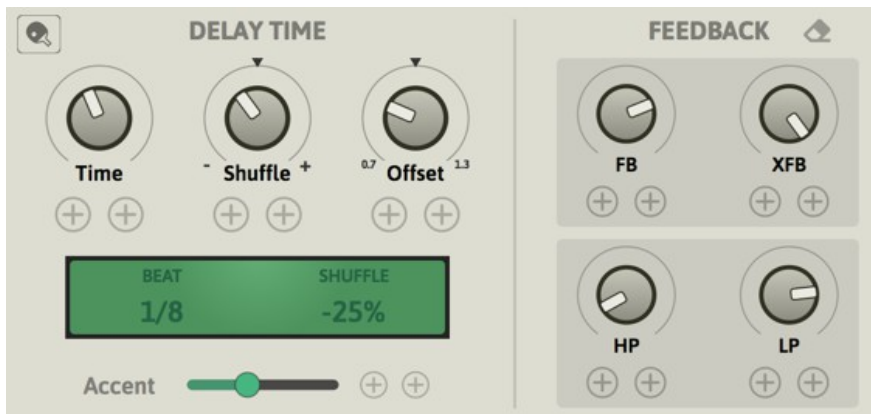 DELAY TIME
FEEDBACK
Time
- Shuffle +
0.7 Offset 1.3
FB
XFB
BEAT
SHUFFLE
1/8
-25%
Accent
HP
LP